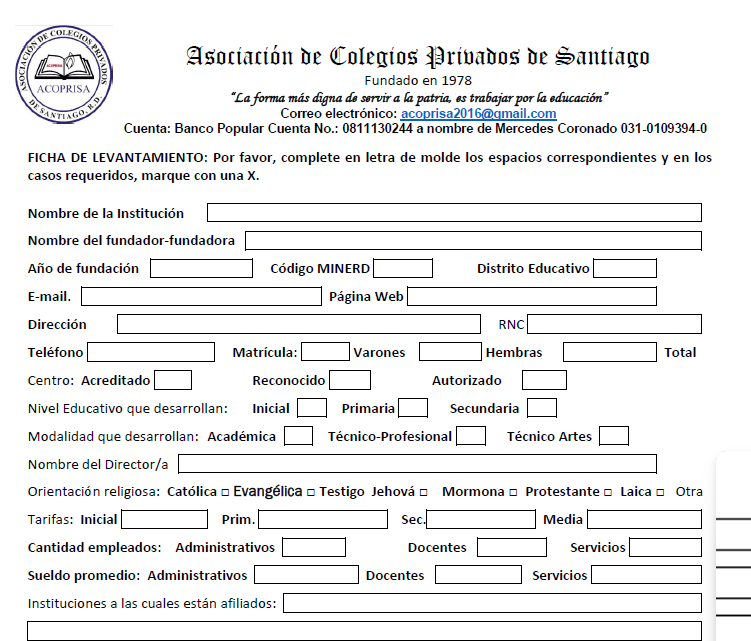 ASOCIACIÓN DE COLEGIOS PRIVADOS
ACOPRISA
ACOPRISA
DE SANTIAGO, R.D.
Asociación de Colegios Privados de Santiago
Fundado en 1978
“La forma más digna de servir a la patria, es trabajar por la educación”
Correo electrónico: acoprisa2016@gmail.com
Cuenta: Banco Popular Cuenta No.: 0811130244 a nombre de Mercedes Coronado 031-0109394-0
FICHA DE LEVANTAMIENTO: Por favor, complete en letra de molde los espacios correspondientes y en los
casos requeridos, marque con una X.
Nombre de la Institución
Nombre del fundador-fundadora
Año de fundación Código MINERD Distrito Educativo
E-mail. Página Web
Dirección RNC
Teléfono Matrícula: Varones Hembras Total
Centro: Acreditado Reconocido Autorizado
Nivel Educativo que desarrollan: Inicial Primaria Secundaria
Modalidad que desarrollan: Académica Técnico-Profesional Técnico Artes
Nombre del Director/a
Orientación religiosa: Católica □ Evangélica □ Testigo Jehová □ Mormona □ Protestante □ Laica □ Otra
Tarifas: Inicial Prim. Sec. Media
Cantidad empleados: Administrativos Docentes Servicios
Sueldo promedio: Administrativos Docentes Servicios
Instituciones a las cuales están afiliados: